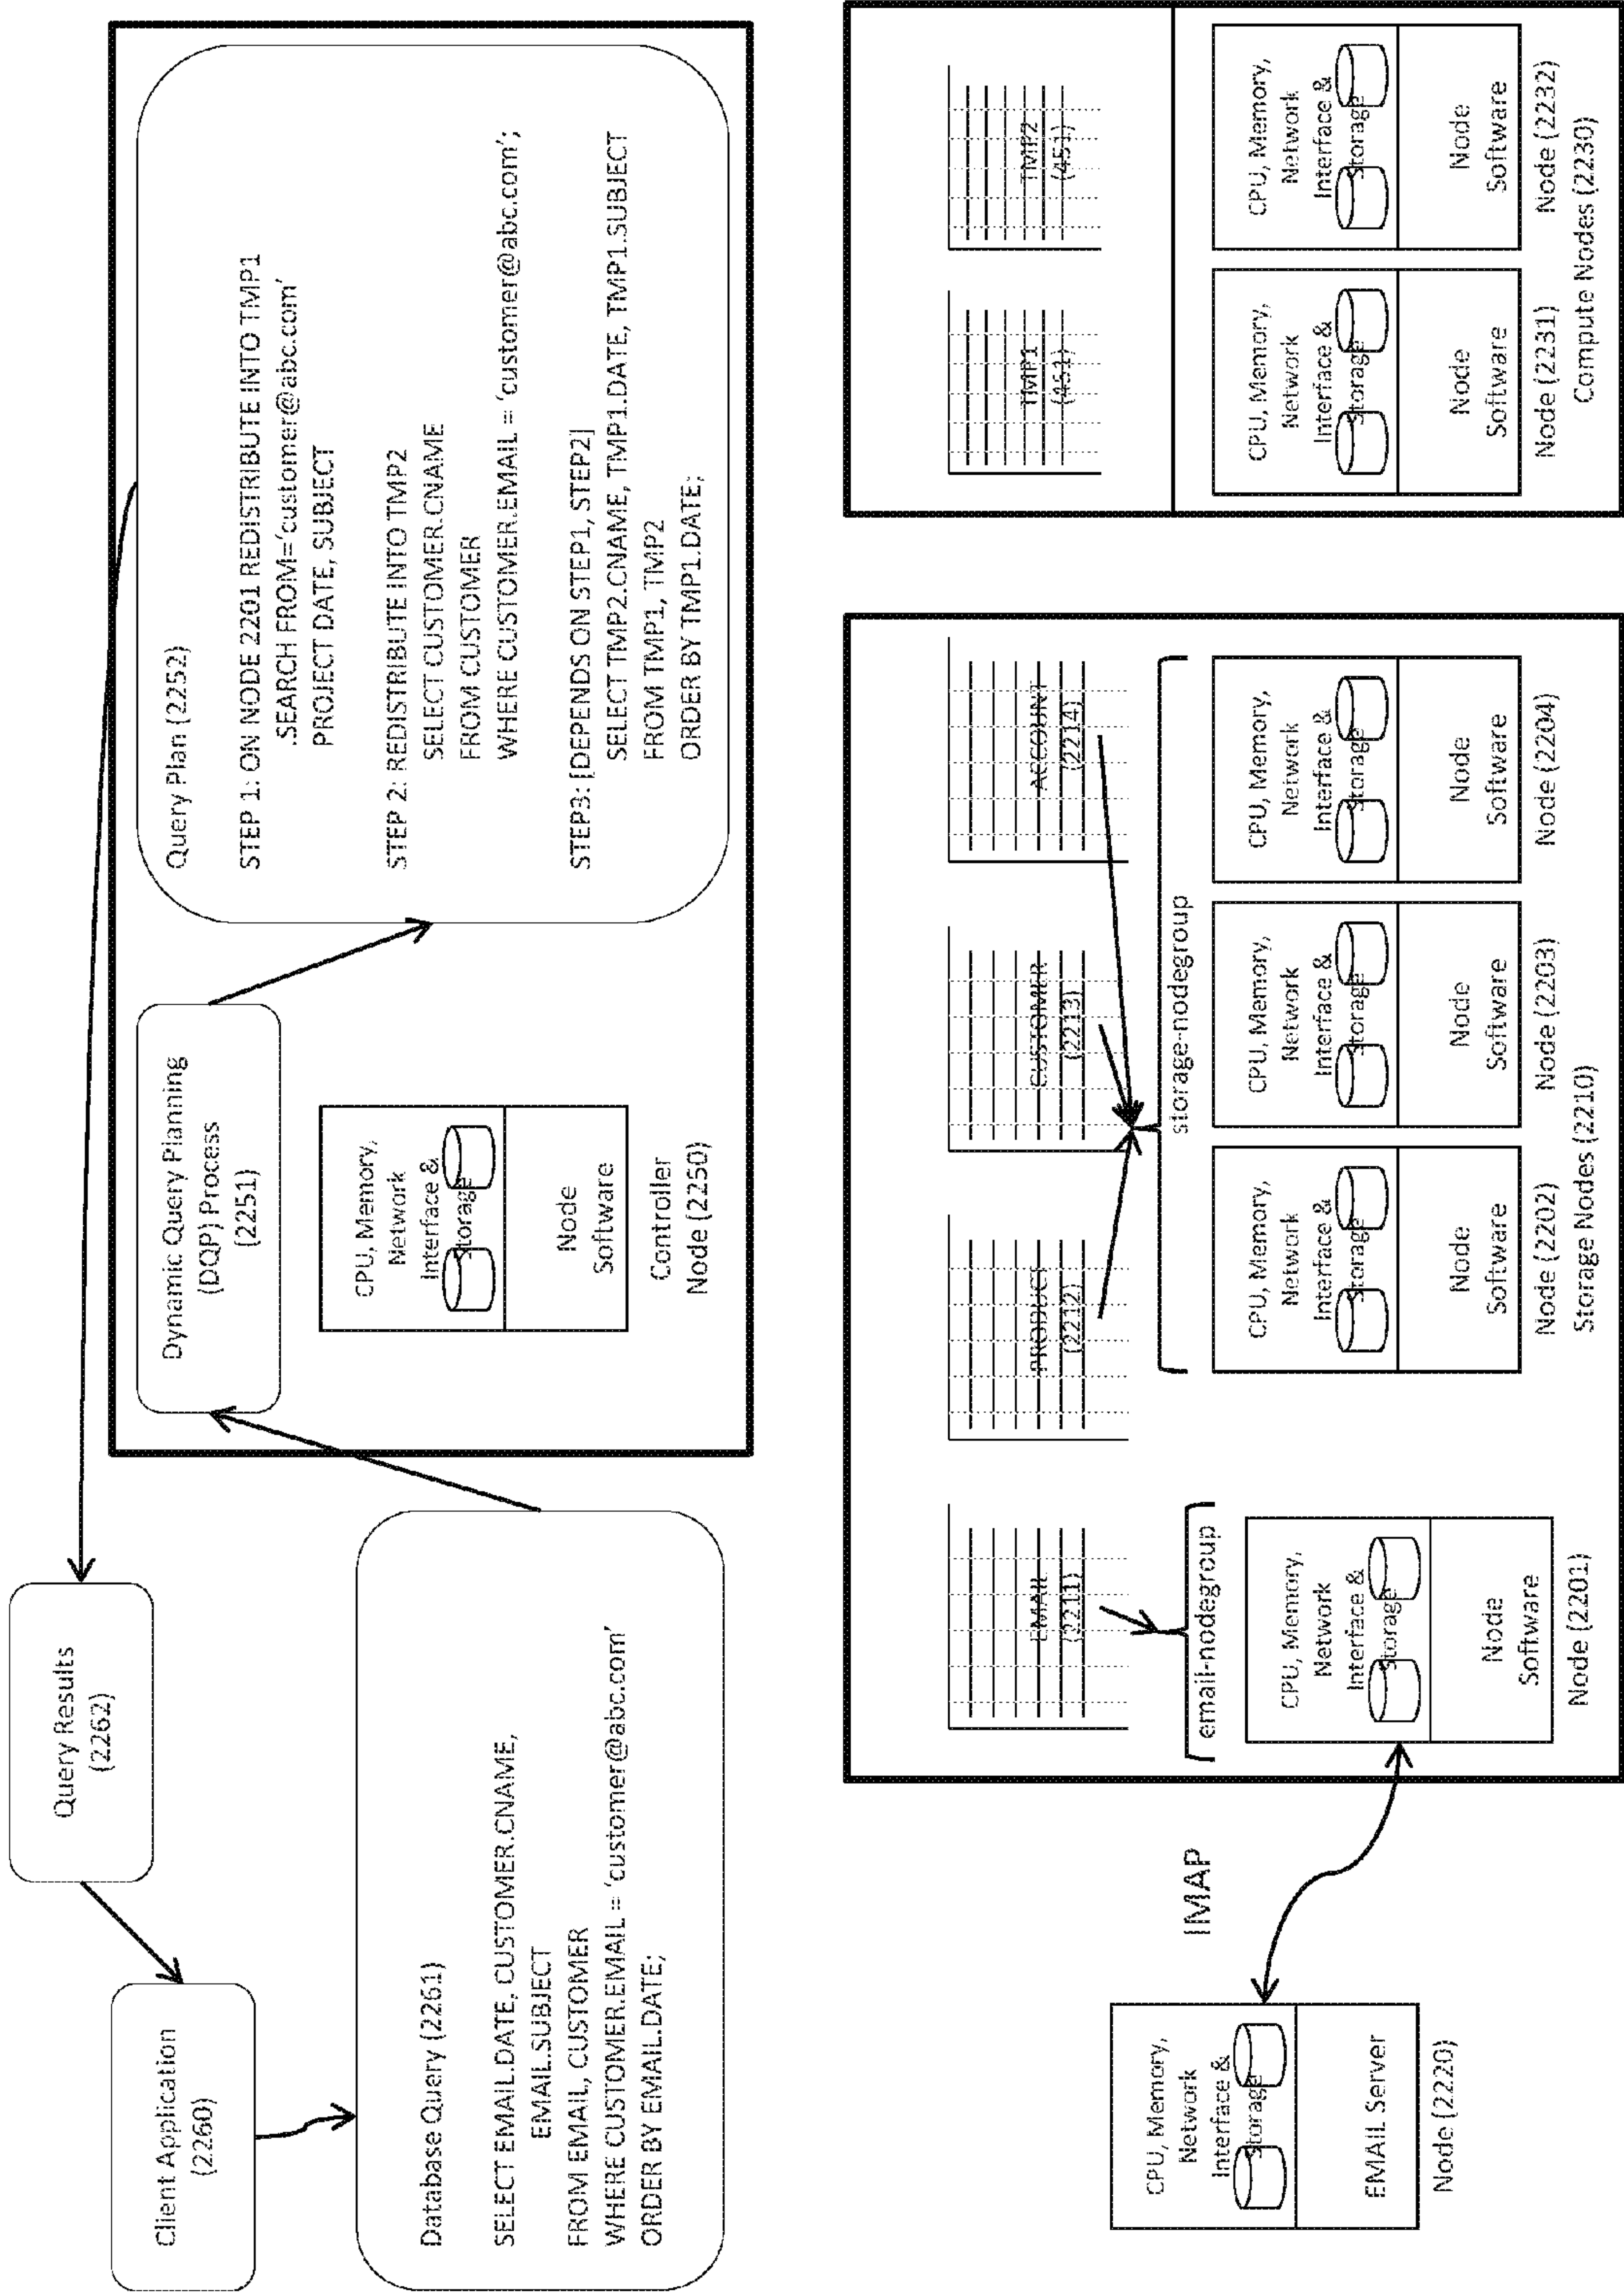 Client Application
(2260)
Query Results
(2262)
Database Query (2261)
SELECT EMAIL.DATE, CUSTOMER.CNAME,
EMAIL.SUBJECT
FROM EMAIL, CUSTOMER
WHERE CUSTOMER.EMAIL = 'customer@abc.com'
ORDER BY EMAIL.DATE;
Dynamic Query Planning
(DQP) Process
(2251)
CPU, Memory,
Network
Interface &
Storage
Node
Software
Controller
Node (2250)
Query Plan (2252)
STEP 1: ON NODE 2201 REDISTRIBUTE INTO TMP1
.SEARCH FROM='customer@abc.com'
PROJECT DATE, SUBJECT
STEP 2: REDISTRIBUTE INTO TMP2
SELECT CUSTOMER.CNAME
FROM CUSTOMER
WHERE CUSTOMER.EMAIL = 'customer@abc.com';
STEP3: [DEPENDS ON STEP1, STEP2]
SELECT TMP2.CNAME, TMP1.DATE, TMP1.SUBJECT
FROM TMP1, TMP2
ORDER BY TMP1.DATE;
CPU, Memory,
Network
Interface &
Storage
EMAIL Server
Node (2220)
IMAP
EMAIL
(2211)
email-nodegroup
CPU, Memory,
Network
Interface &
Storage
Node
Software
Node (2201)
PRODUCT
(2212)
CUSTOMER
(2213)
ACCOUNT
(2214)
storage-nodegroup
CPU, Memory,
Network
Interface &
Storage
Node
Software
Node (2202)
CPU, Memory,
Network
Interface &
Storage
Node
Software
Node (2203)
CPU, Memory,
Network
Interface &
Storage
Node
Software
Node (2204)
Storage Nodes (2210)
TMP1
(451)
TMP2
(451)
CPU, Memory,
Network
Interface &
Storage
Node
Software
Node (2231)
CPU, Memory,
Network
Interface &
Storage
Node
Software
Node (2232)
Compute Nodes (2230)